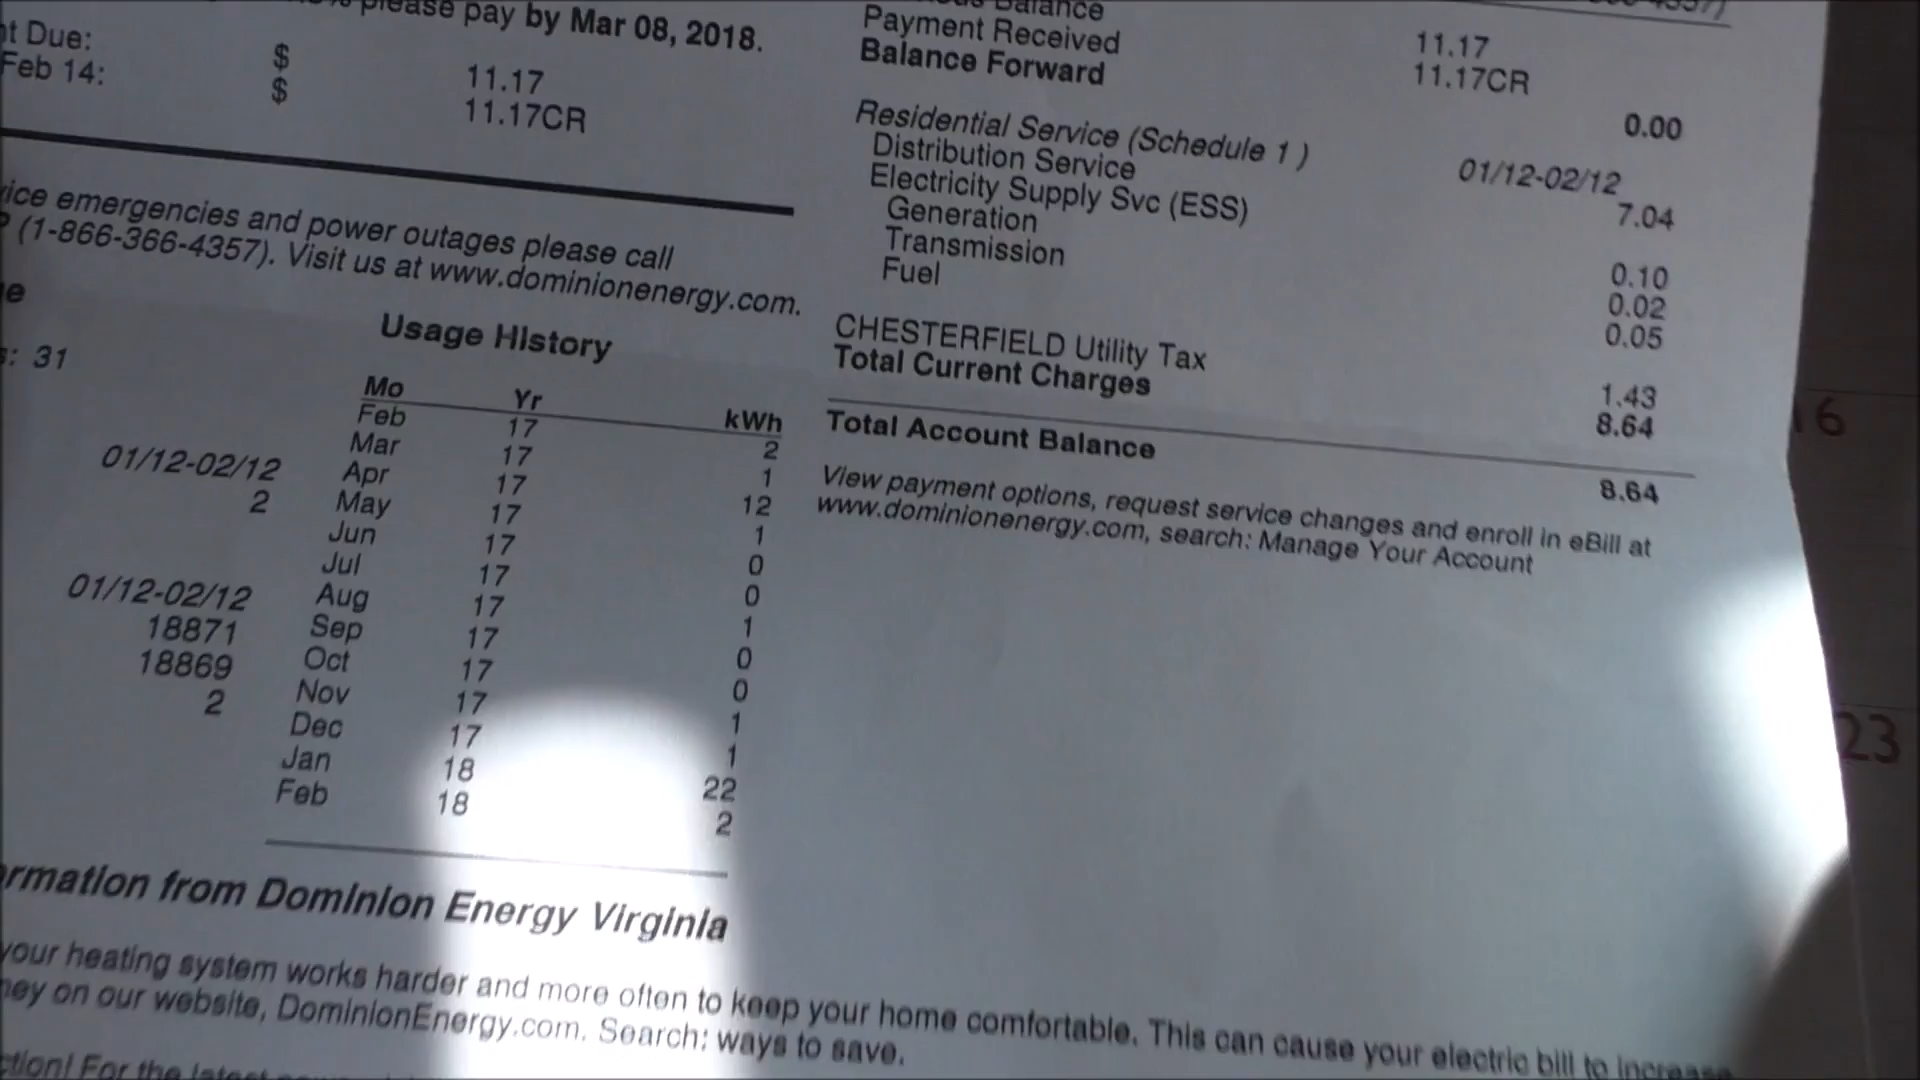 please pay by Mar 08, 2018.
Due:
$
11.17
Feb 14:
$
11.17CR
emergencies and power outages please call
(1-866-366-4357). Visit us at www.dominionenergy.com.
31
01/12-02/12
2
01/12-02/12
18871
18869
2
Usage History
Mo Yr kWh
Feb 17 2
Mar 17 1
Apr 17 12
May 17 1
Jun 17 0
Jul 17 0
Aug 17 1
Sep 17 0
Oct 17 0
Nov 17 1
Dec 17 1
Jan 18 22
Feb 18 2
Balance 11.17
Payment Received 11.17CR
Balance Forward 0.00
Residential Service (Schedule 1 ) 01/12-02/12
Distribution Service 7.04
Electricity Supply Svc (ESS)
Generation 0.10
Transmission 0.02
Fuel 0.05
CHESTERFIELD Utility Tax 1.43
Total Current Charges 8.64
Total Account Balance 8.64
View payment options, request service changes and enroll in eBill at
www.dominionenergy.com, search: Manage Your Account
from Dominion Energy Virginia
your heating system works harder and more often to keep your home comfortable. This can cause your electric bill to increase
on our website, DominionEnergy.com. Search: ways to save.
For the latest
16
23